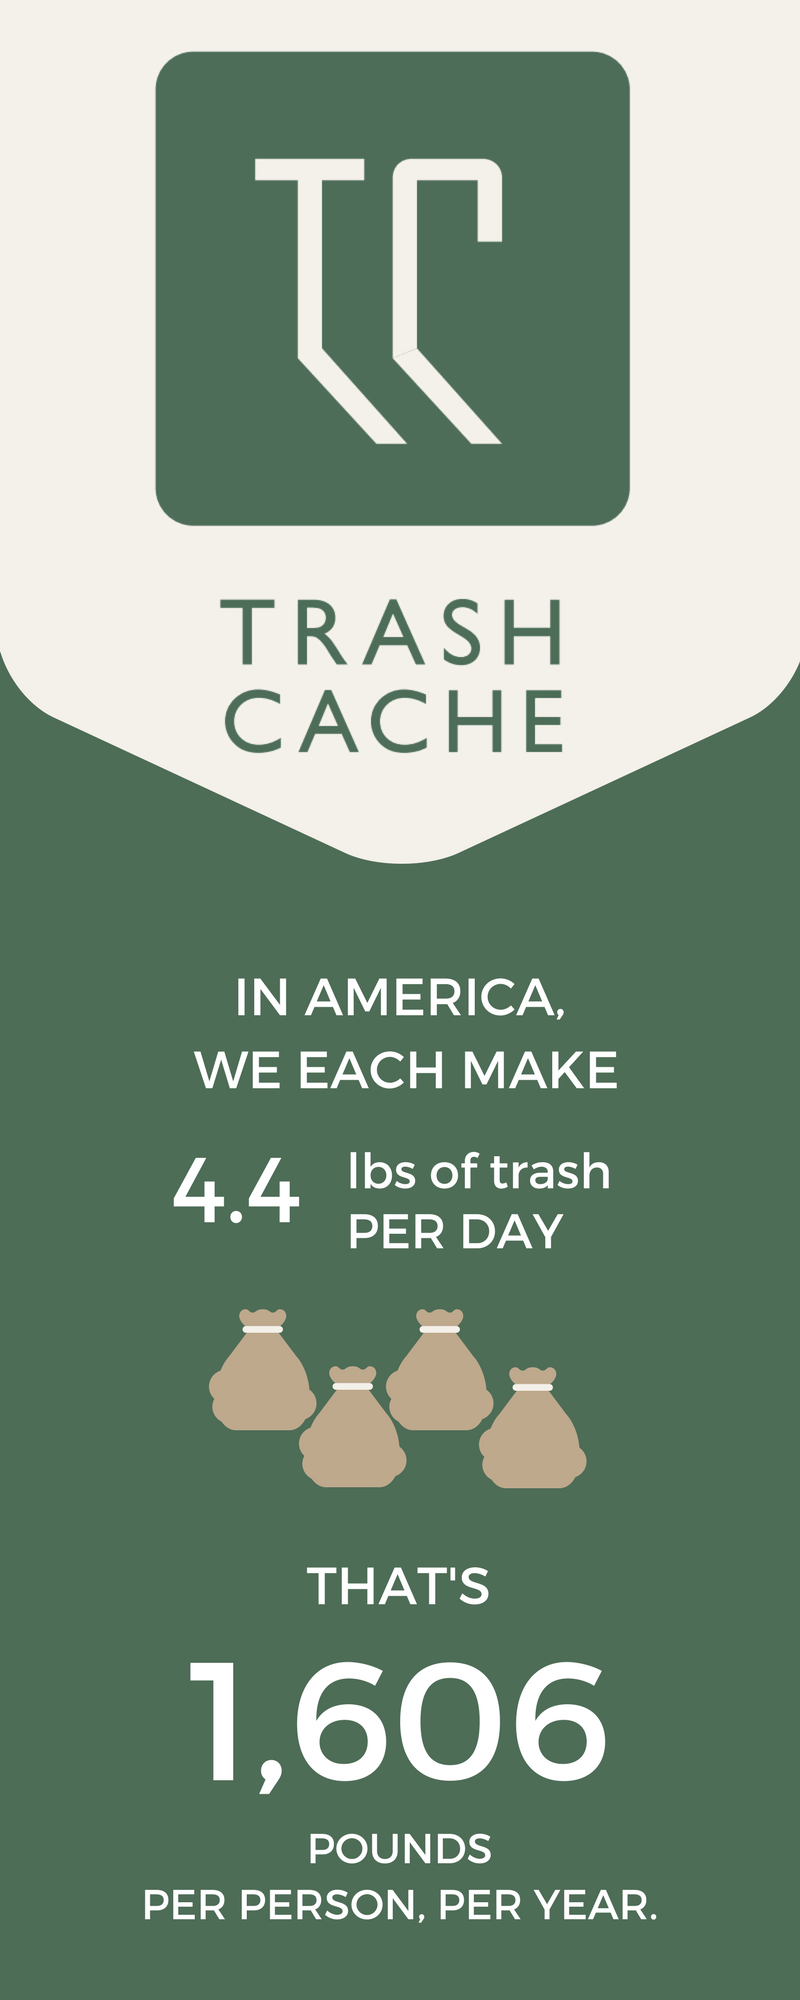 TC
TRASH
CACHE
IN AMERICA,
WE EACH MAKE
4.4 lbs of trash
PER DAY
THAT'S
1,606
POUNDS
PER PERSON, PER YEAR.